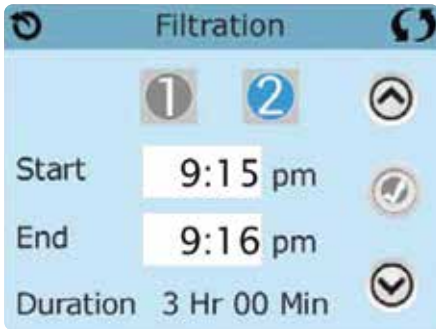 Filtration
1 2
Start 9:15 pm
End 9:16 pm
Duration 3 Hr 00 Min